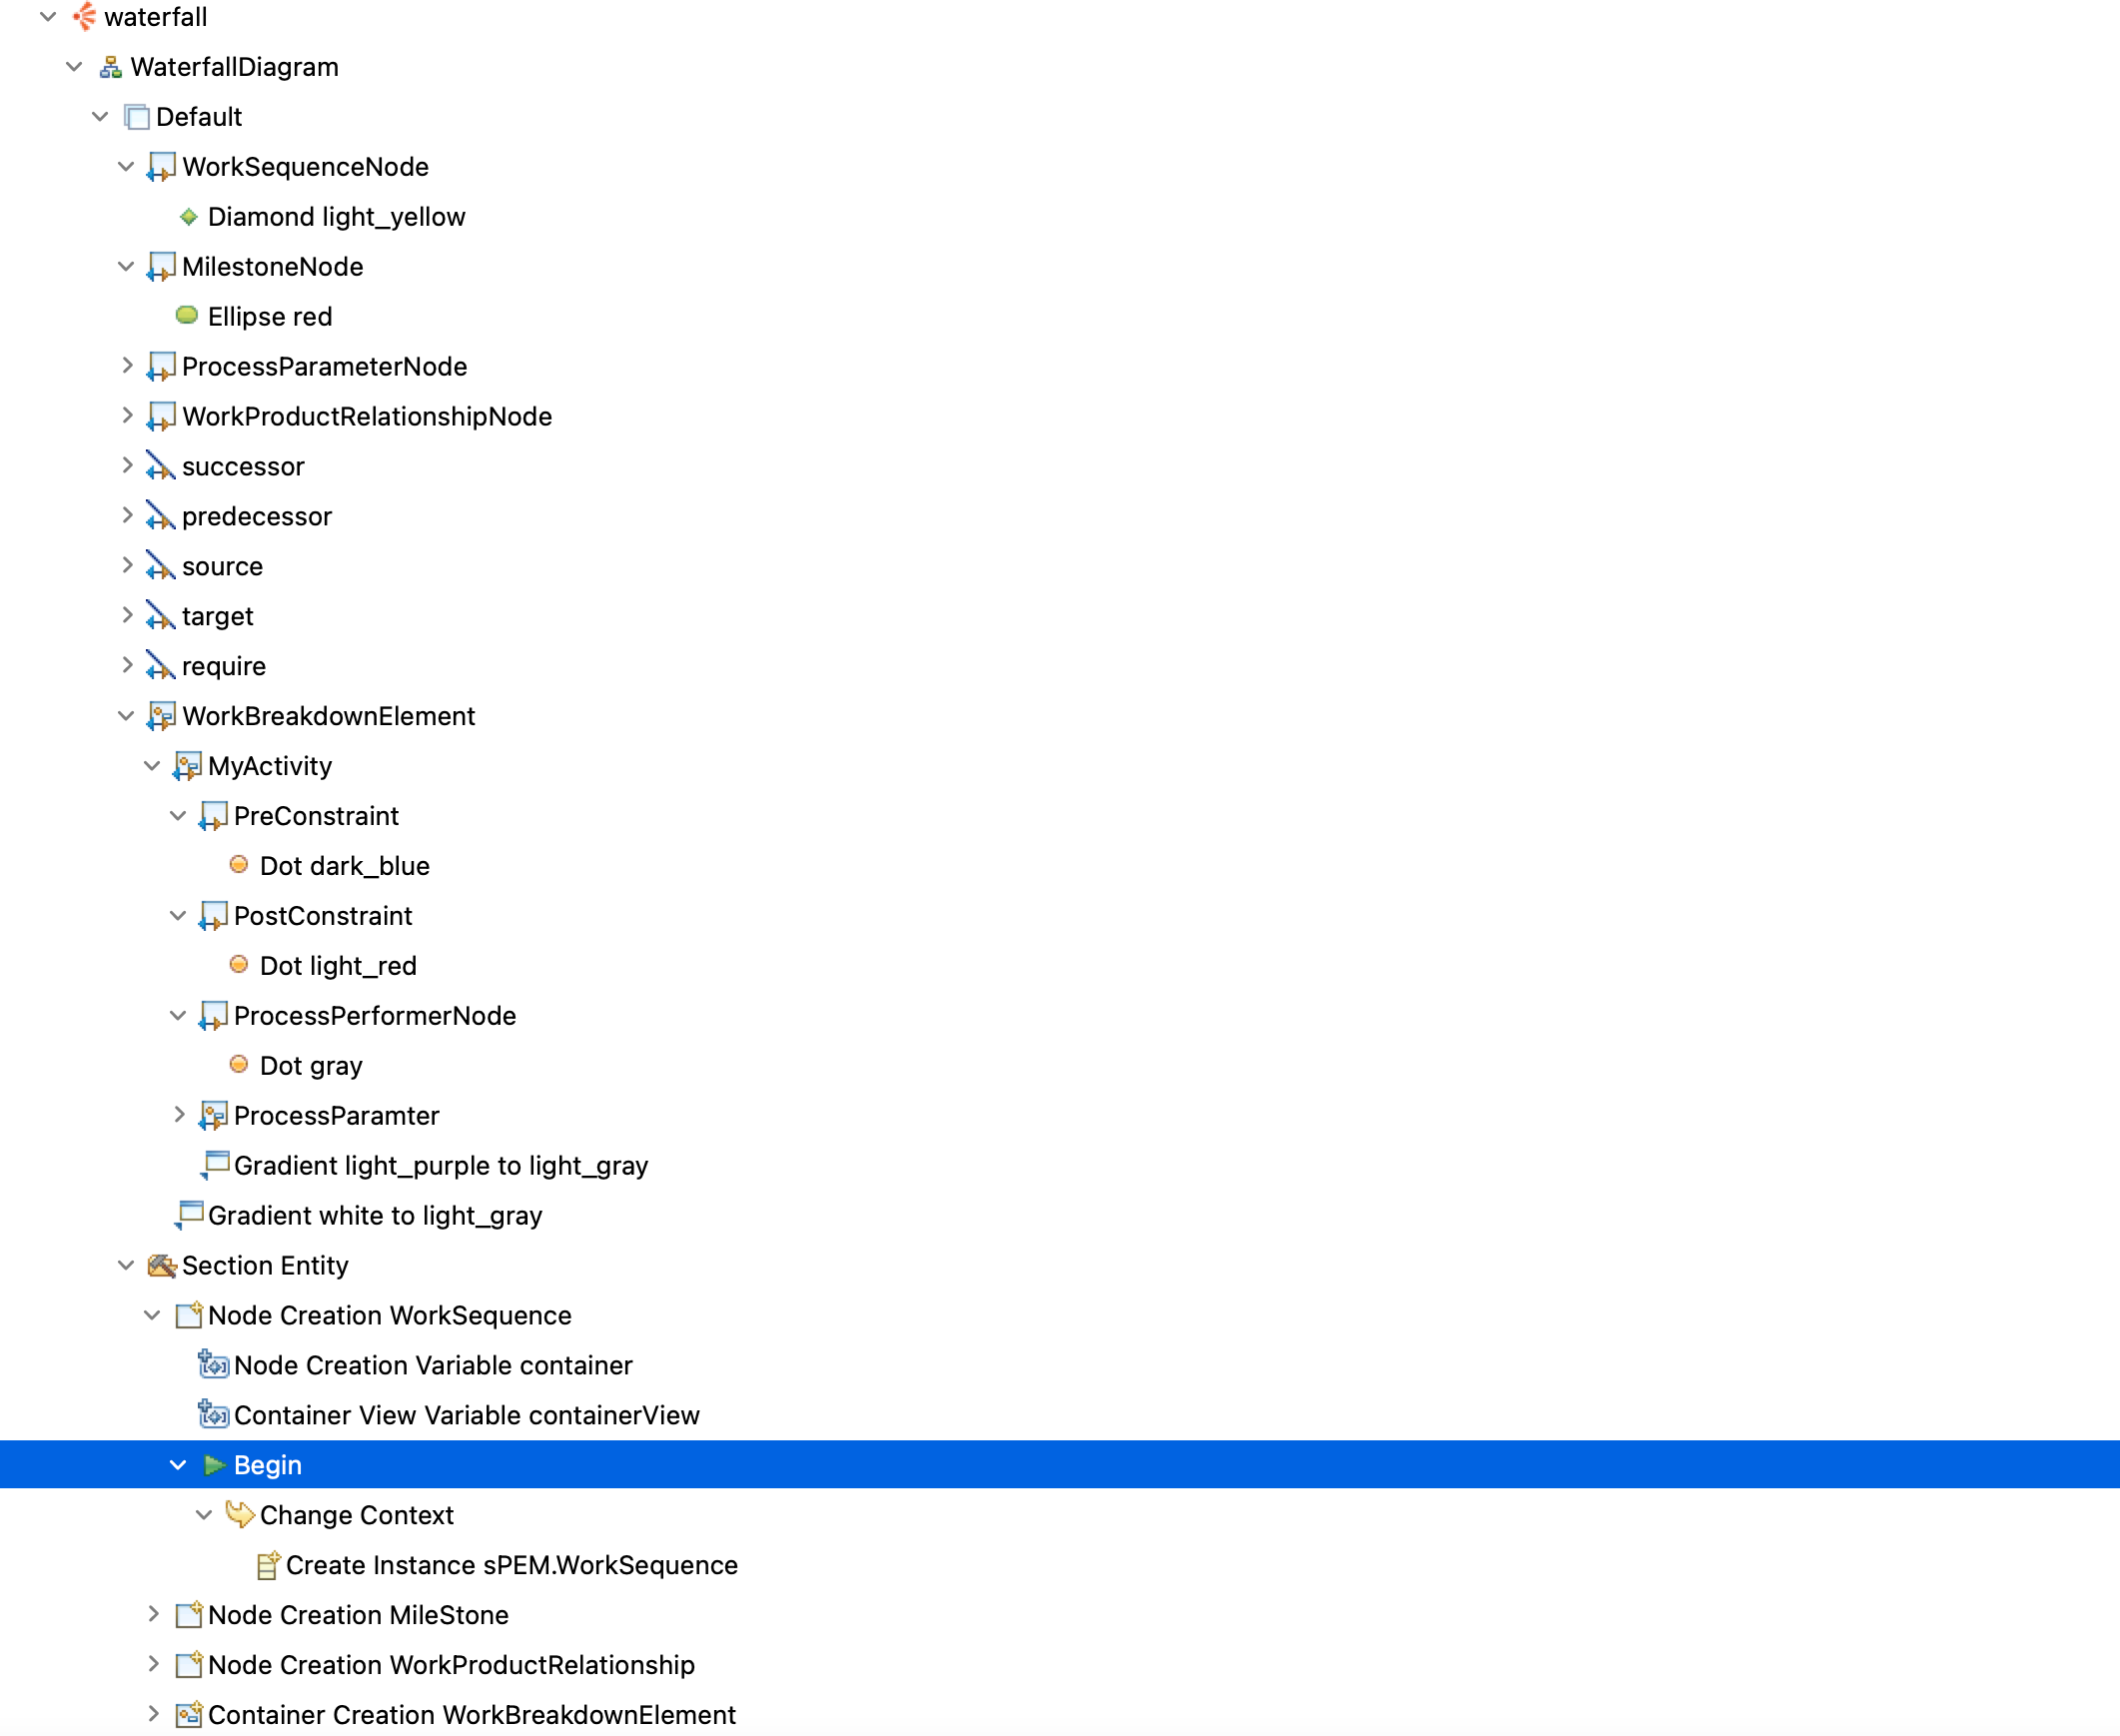 waterfall
WaterfallDiagram
Default
WorkSequenceNode
Diamond light_yellow
MilestoneNode
Ellipse red
ProcessParameterNode
WorkProductRelationshipNode
successor
predecessor
source
target
require
WorkBreakdownElement
MyActivity
PreConstraint
Dot dark_blue
PostConstraint
Dot light_red
ProcessPerformerNode
Dot gray
ProcessParamter
Gradient light_purple to light_gray
Gradient white to light_gray
Section Entity
Node Creation WorkSequence
Node Creation Variable container
Container View Variable containerView
Begin
Change Context
Create Instance sPEM.WorkSequence
Node Creation MileStone
Node Creation WorkProductRelationship
Container Creation WorkBreakdownElement